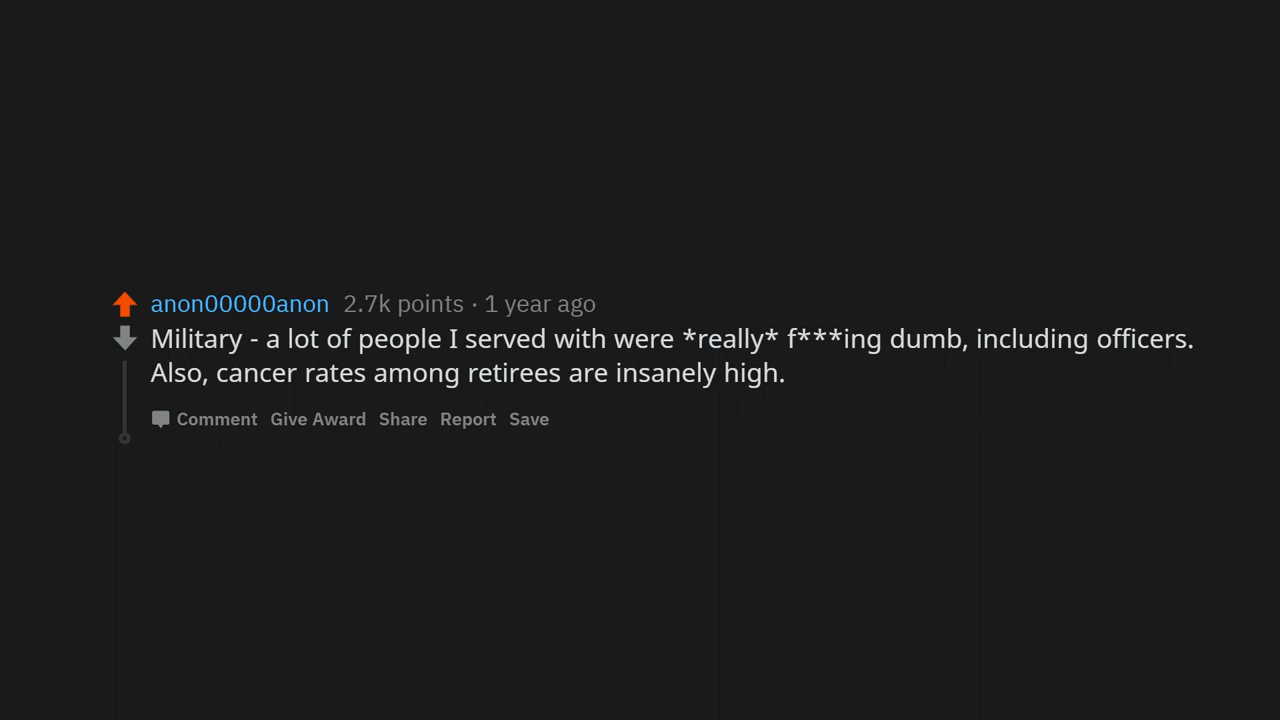 anon00000anon 2.7k points · 1 year ago
Military - a lot of people I served with were *really* f***ing dumb, including officers.
Also, cancer rates among retirees are insanely high.
Comment Give Award Share Report Save